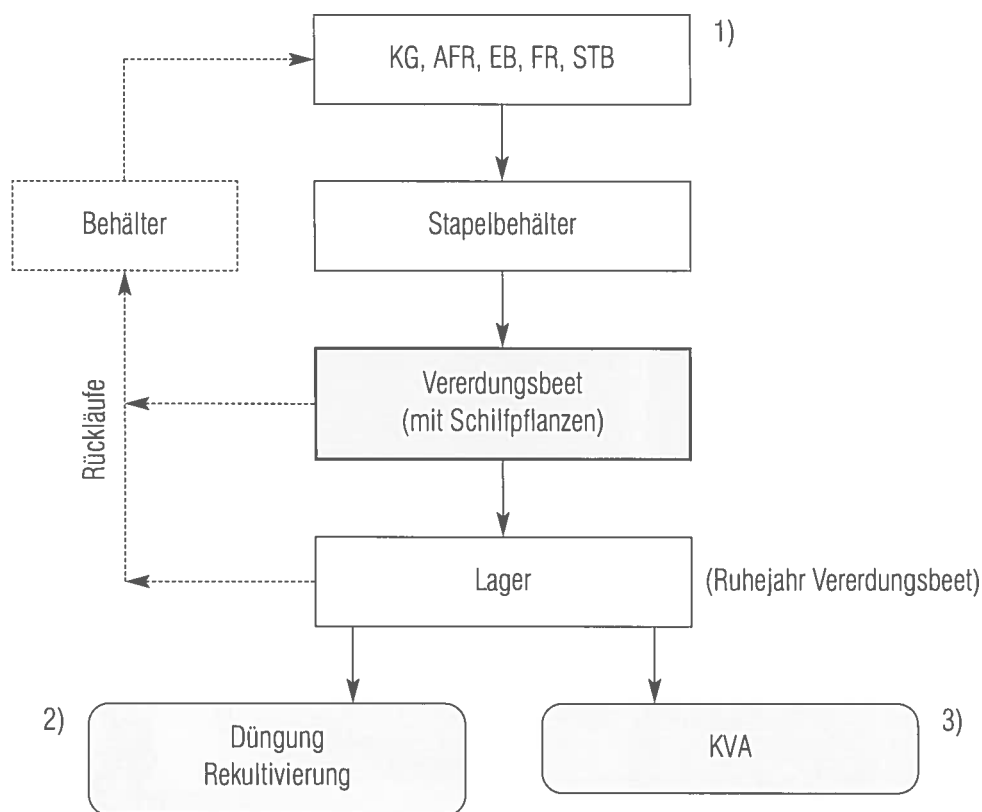 KG, AFR, EB, FR, STB
1)
Behälter
Stapelbehälter
Vererdungsbeet
(mit Schilfpflanzen)
Rückläufe
Lager
(Ruhejahr Vererdungsbeet)
2)
Düngung
Rekultivierung
KVA
3)